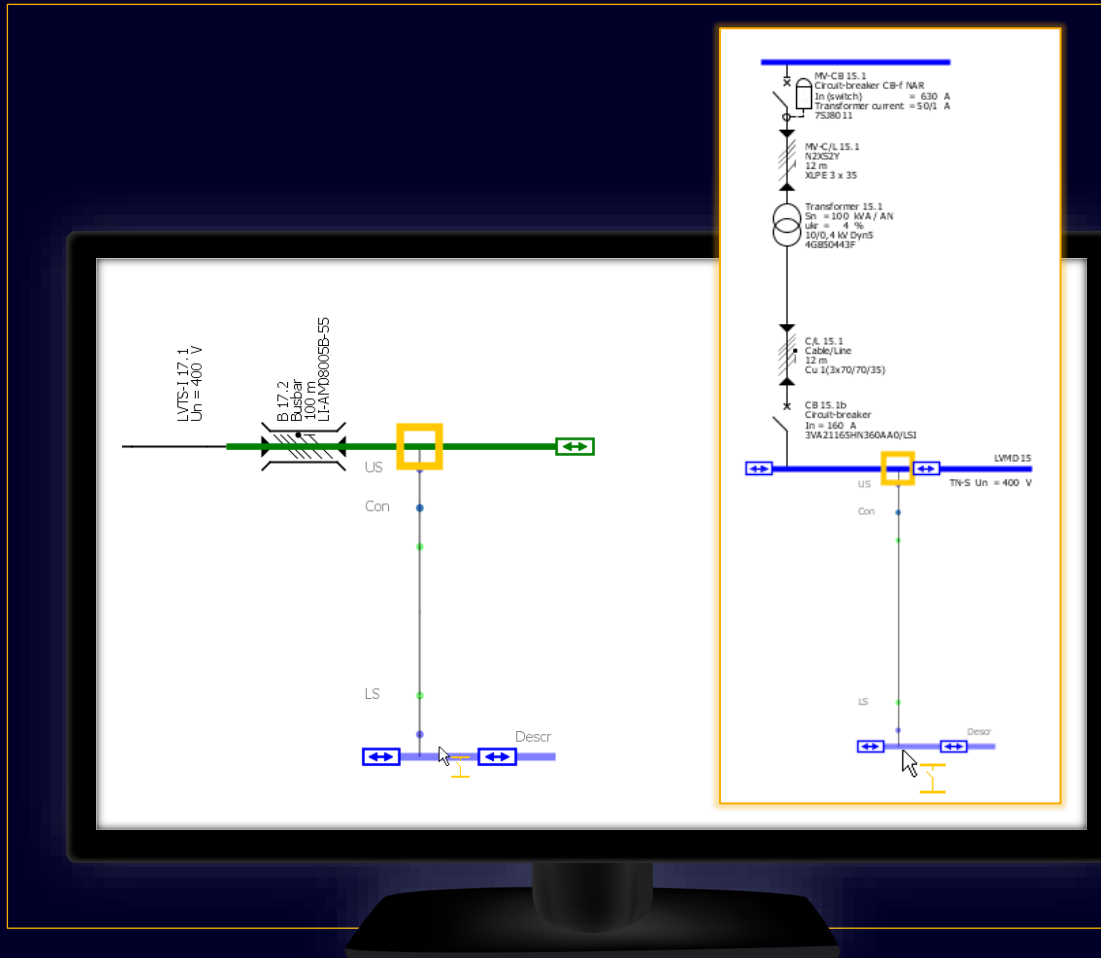 MV-CB 15.1
Circuit-breaker CB-f NAR
In (switch) = 630 A
Transformer current = 50/1 A
7SJ8011
MV-C/L 15.1
N2XS2Y
12 m
XLPE 3 x 35
Transformer 15.1
Sn = 100 kVA / AN
ukr = 4 %
10/0,4 kV Dyn5
4GB50443F
C/L 15.1
Cable/Line
12 m
Cu 1(3x70/70/35)
CB 15.1b
Circuit-breaker
In = 160 A
3VA21165HN360AA0/LSI
LVMD 15
TN-S Un = 400 V
US
Con
LS
Descr
LVTS-I 17.1
Un = 400 V
B 17.2
Busbar
100 m
LI-AM08005B-55
US
Con
LS
Descr